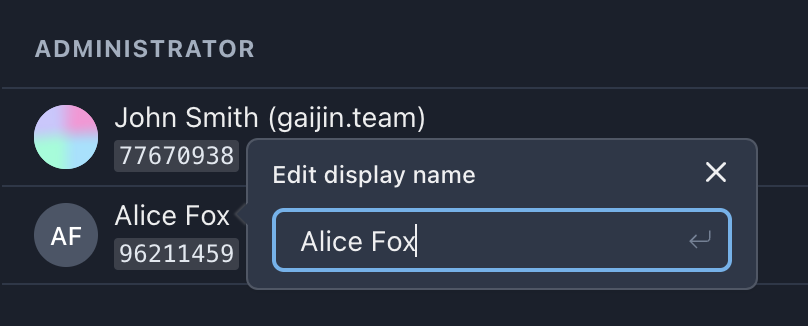 ADMINISTRATOR
John Smith (gaijin.team)
77670938
Edit display name
AF
Alice Fox
96211459
Alice Fox